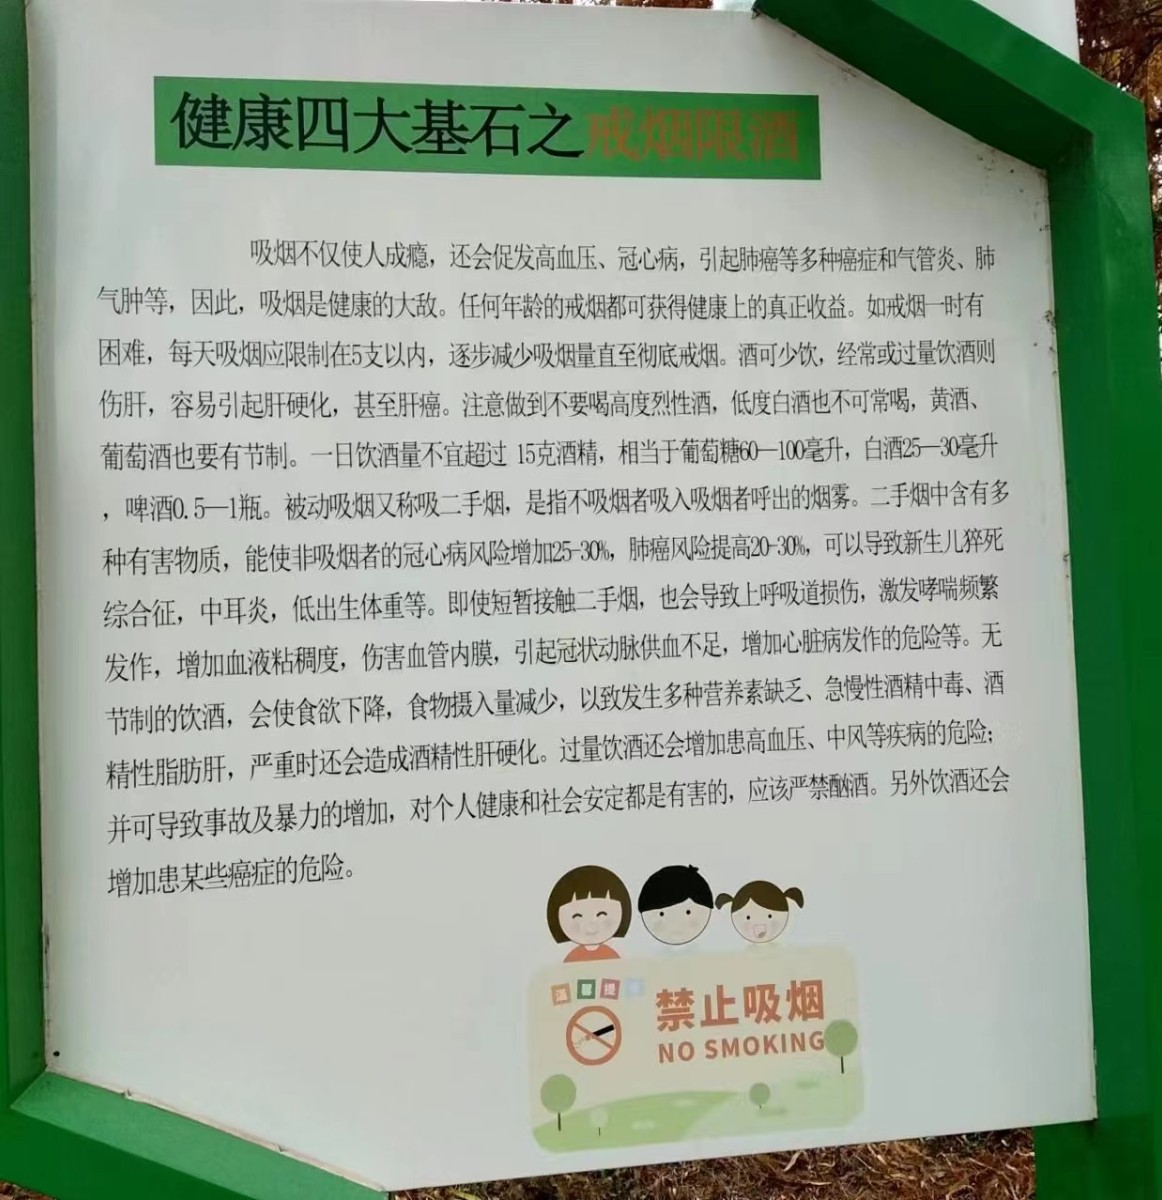 健康四大基石之戒烟限酒
吸烟不仅使人成瘾，还会促发高血压、冠心病，引起肺癌等多种癌症和气管炎、肺
气肿等，因此，吸烟是健康的大敌。任何年龄的戒烟都可获得健康上的真正收益。如戒烟一时有
困难，每天吸烟应限制在5支以内，逐步减少吸烟量直至彻底戒烟。酒可少饮，经常或过量饮酒则
伤肝，容易引起肝硬化，甚至肝癌。注意做到不要喝高度烈性酒，低度白酒也不可常喝，黄酒、
葡萄酒也要有节制。一日饮酒量不宜超过 15克酒精，相当于葡萄糖60—100毫升，白酒25—30毫升
，啤酒0.5—1瓶。被动吸烟又称吸二手烟，是指不吸烟者吸入吸烟者呼出的烟雾。二手烟中含有多
种有害物质，能使非吸烟者的冠心病风险增加25-30%，肺癌风险提高20-30%，可以导致新生儿猝死
综合征，中耳炎，低出生体重等。即使短暂接触二手烟，也会导致上呼吸道损伤，激发哮喘频繁
发作，增加血液粘稠度，伤害血管内膜，引起冠状动脉供血不足，增加心脏病发作的危险等。无
节制的饮酒，会使食欲下降，食物摄入量减少，以致发生多种营养素缺乏、急慢性酒精中毒、酒
精性脂肪肝，严重时还会造成酒精性肝硬化。过量饮酒还会增加患高血压、中风等疾病的危险；
并可导致事故及暴力的增加，对个人健康和社会安定都是有害的，应该严禁酗酒。另外饮酒还会
增加患某些癌症的危险。
温馨提
禁止吸烟
NO SMOKING